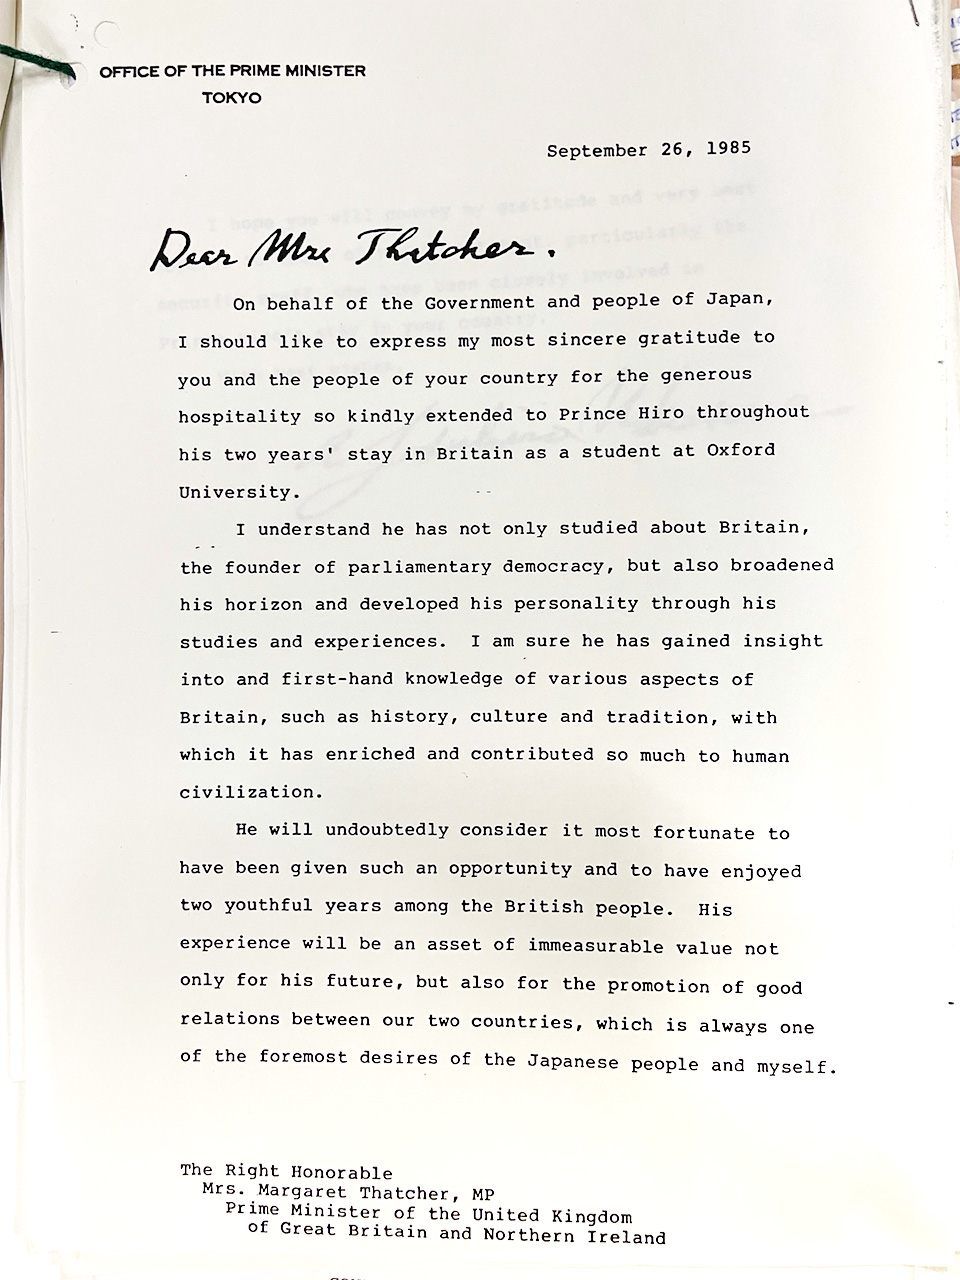 OFFICE OF THE PRIME MINISTER
TOKYO
September 26, 1985
Dear Mrs Thatcher.
On behalf of the Government and people of Japan,
I should like to express my most sincere gratitude to
you and the people of your country for the generous
hospitality so kindly extended to Prince Hiro throughout
his two years' stay in Britain as a student at Oxford
University.
I understand he has not only studied about Britain,
the founder of parliamentary democracy, but also broadened
his horizon and developed his personality through his
studies and experiences. I am sure he has gained insight
into and first-hand knowledge of various aspects of
Britain, such as history, culture and tradition, with
which it has enriched and contributed so much to human
civilization.
He will undoubtedly consider it most fortunate to
have been given such an opportunity and to have enjoyed
two youthful years among the British people. His
experience will be an asset of immeasurable value not
only for his future, but also for the promotion of good
relations between our two countries, which is always one
of the foremost desires of the Japanese people and myself.
The Right Honorable
Mrs. Margaret Thatcher, MP
Prime Minister of the United Kingdom
of Great Britain and Northern Ireland